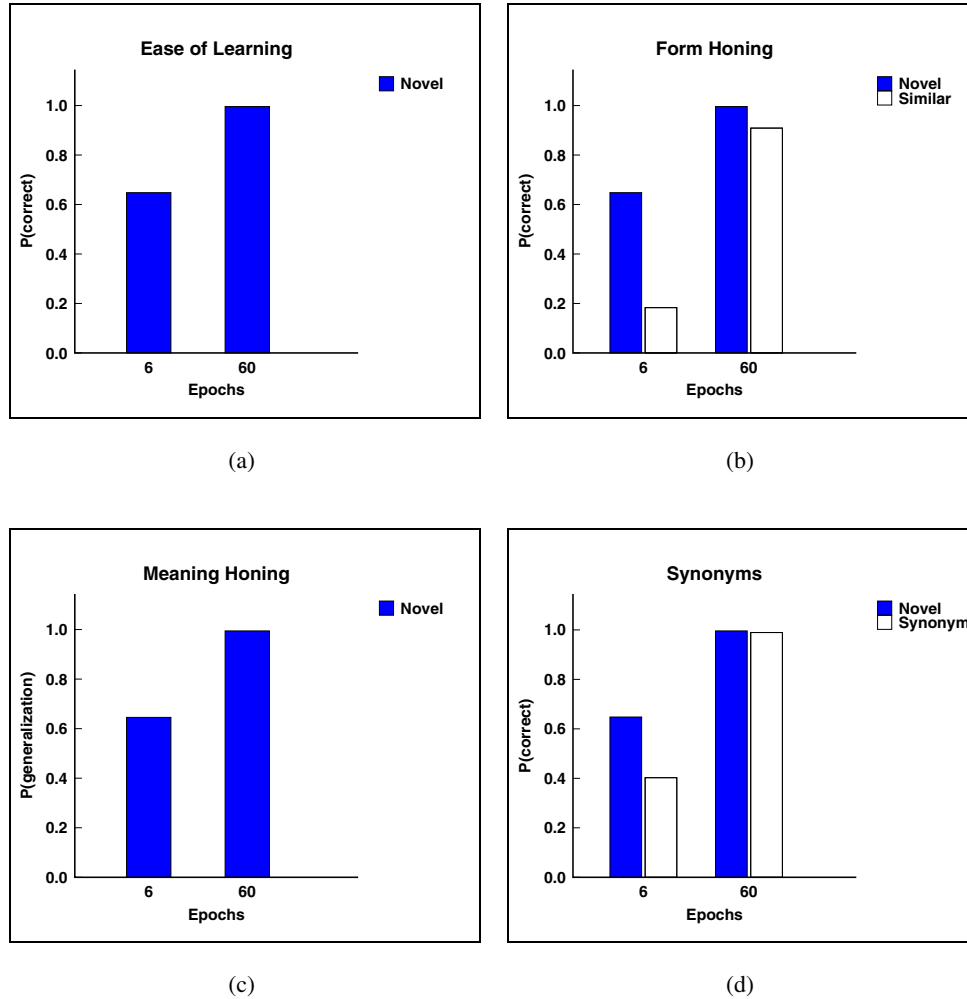 Ease of Learning
Novel
1.0
0.8
0.6
0.4
0.2
0.0
P(correct)
6 60
Epochs
(a)
Form Honing
Novel
Similar
1.0
0.8
0.6
0.4
0.2
0.0
P(correct)
6 60
Epochs
(b)
Meaning Honing
Novel
1.0
0.8
0.6
0.4
0.2
0.0
P(generalization)
6 60
Epochs
(c)
Synonyms
Novel
Synonym
1.0
0.8
0.6
0.4
0.2
0.0
P(correct)
6 60
Epochs
(d)